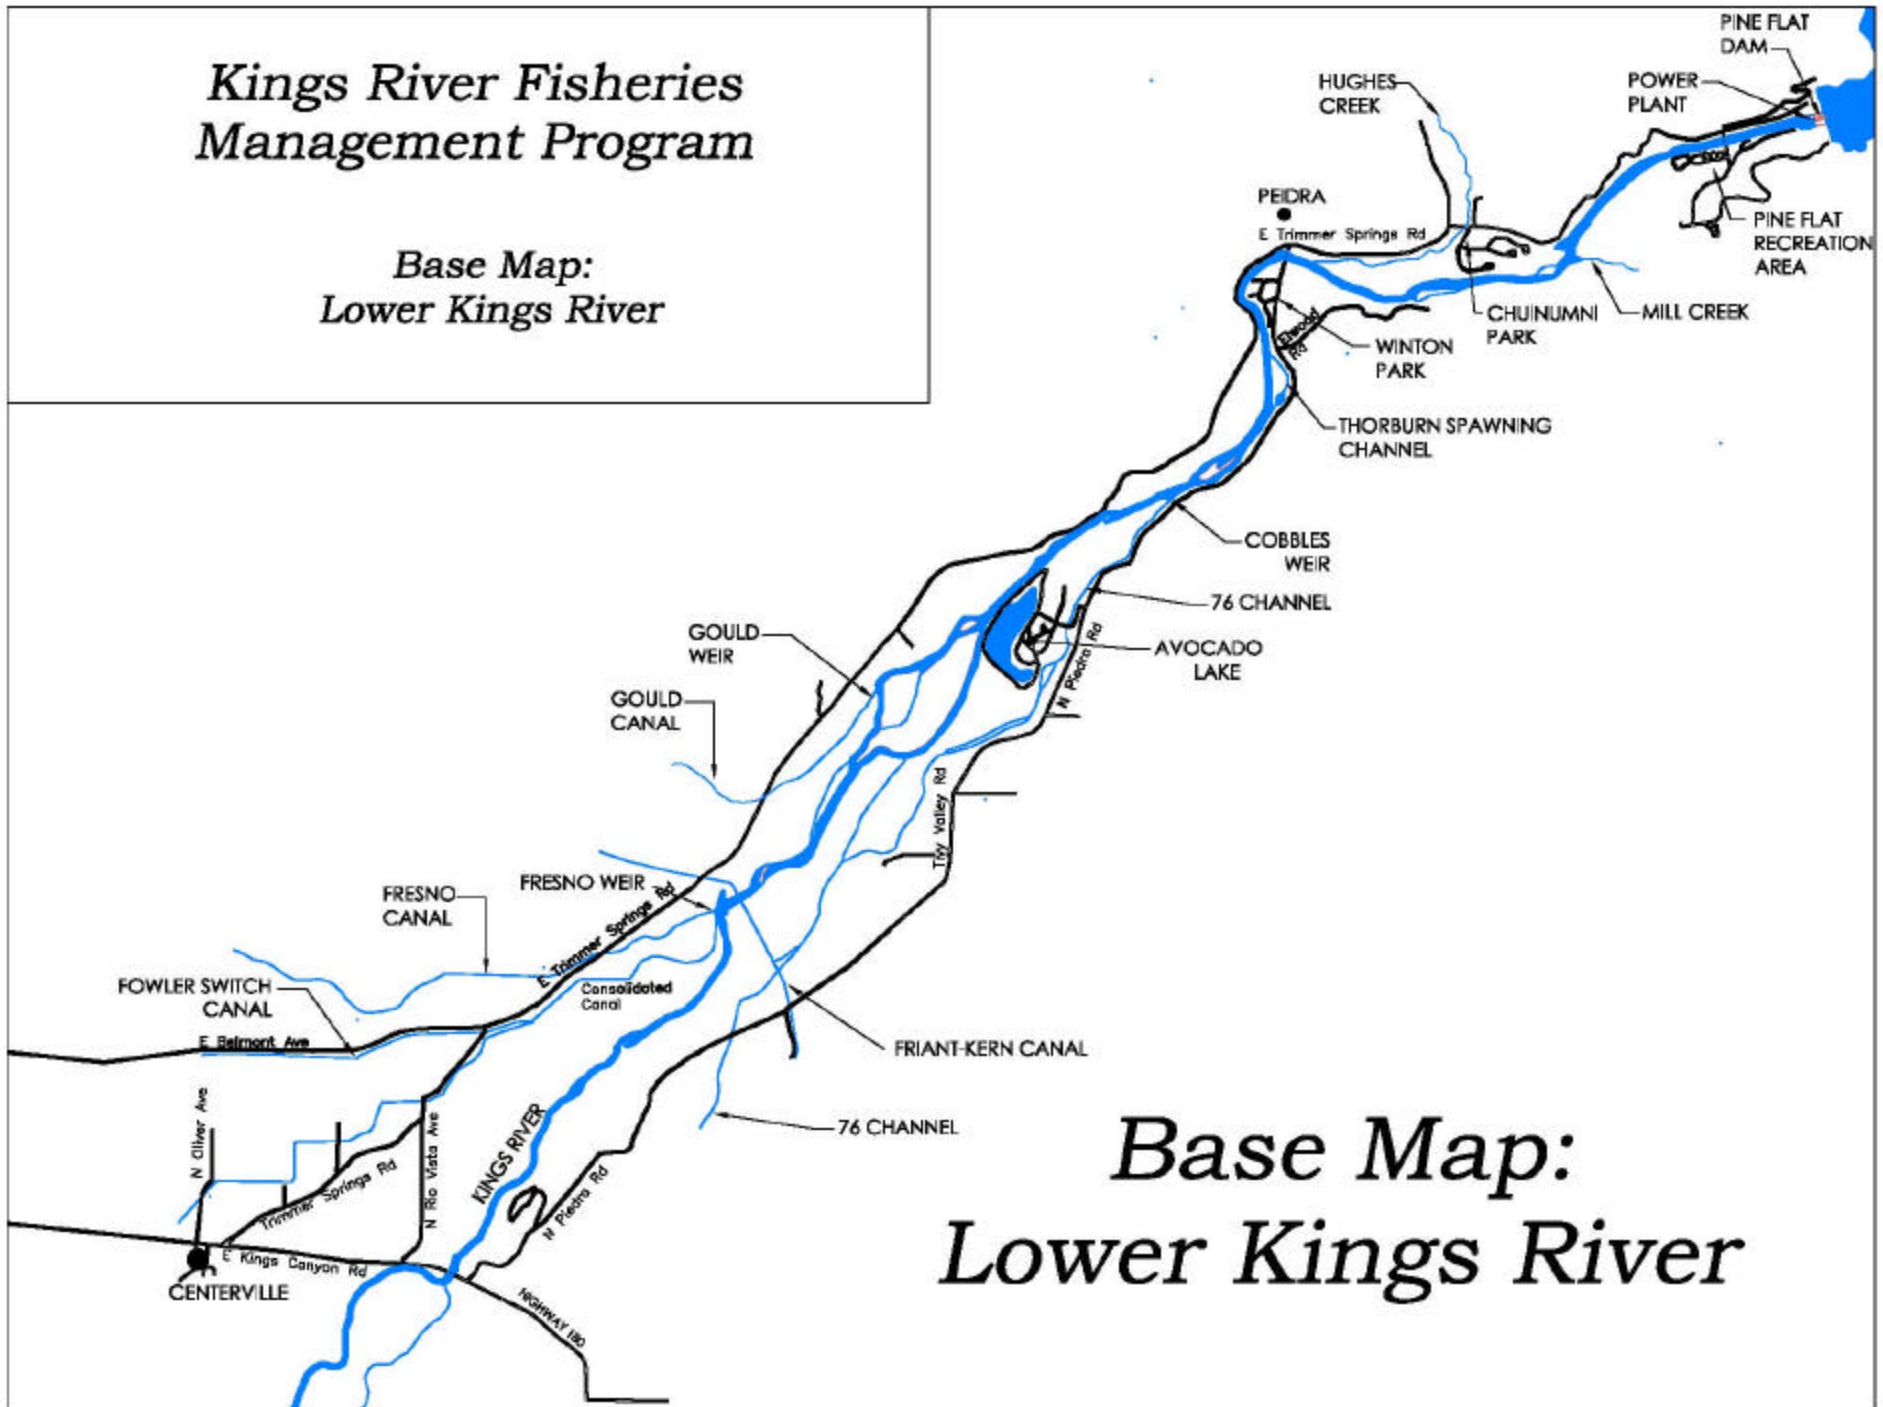 Kings River Fisheries
Management Program
Base Map:
Lower Kings River
PINE FLAT
DAM
HUGHES
CREEK
POWER
PLANT
PEIDRA
E Trimmer Springs Rd
PINE FLAT
RECREATION
AREA
CHUINUMNI
PARK
MILL CREEK
Elwood
Rd
WINTON
PARK
THORBURN SPAWNING
CHANNEL
COBBLES
WEIR
76 CHANNEL
GOULD
WEIR
AVOCADO
LAKE
N Piedra Rd
GOULD
CANAL
Tivy Valley Rd
FRESNO WEIR
FRESNO
CANAL
E Trimmer Springs Rd
FOWLER SWITCH
CANAL
Consolidated
Canal
E Belmont Ave
FRIANT-KERN CANAL
76 CHANNEL
N Oliver Ave
N Rio Vista Ave
KINGS RIVER
Trimmer Springs Rd
N Piedra Rd
E Kings Canyon Rd
CENTERVILLE
HIGHWAY 180
Base Map:
Lower Kings River